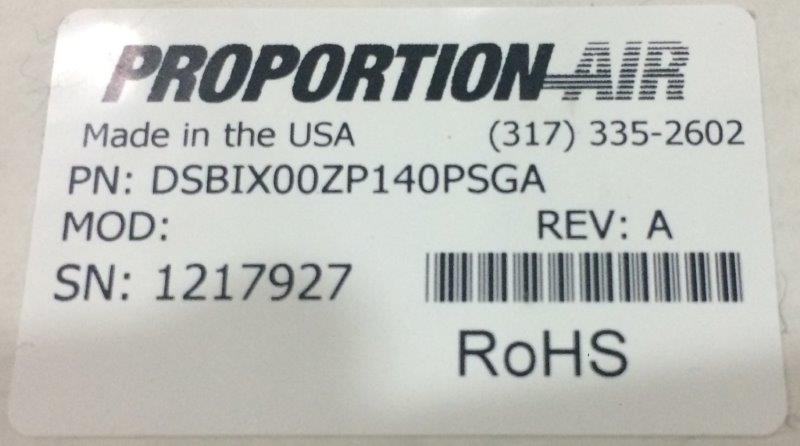 PROPORTION-AIR
Made in the USA (317) 335-2602
PN: DSBIX00ZP140PSGA
MOD:
REV: A
SN: 1217927
RoHS